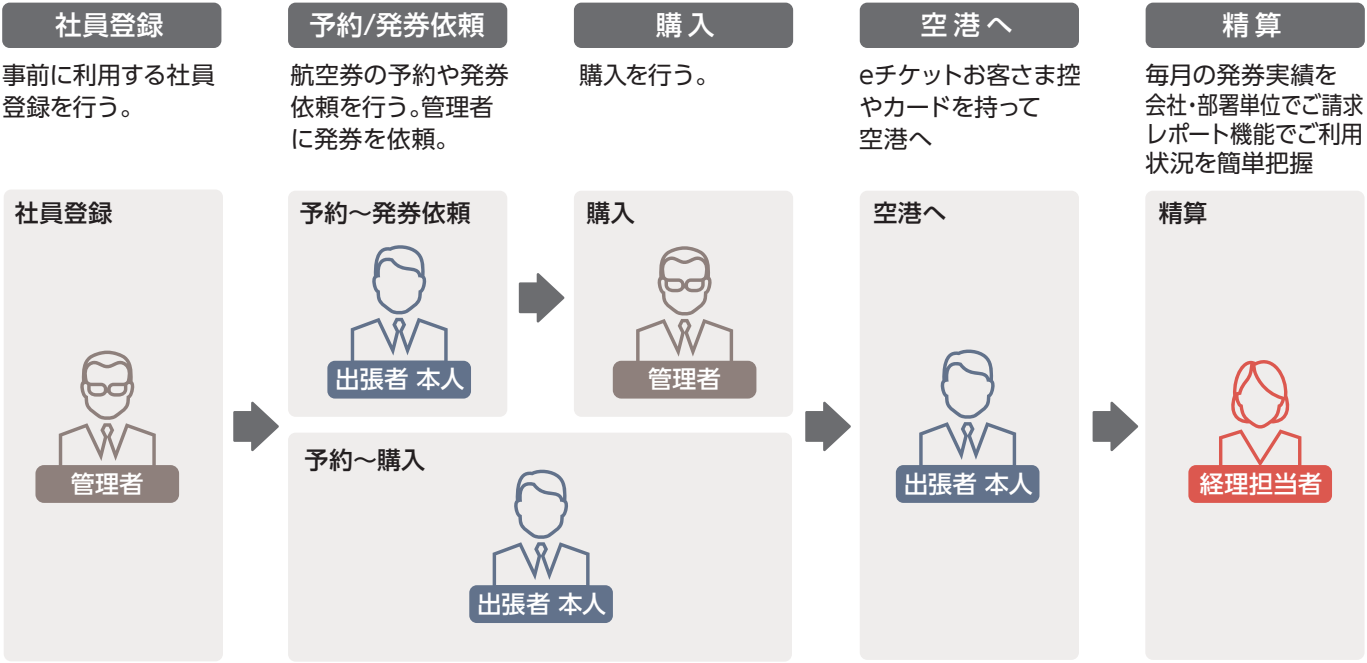 社員登録
事前に利用する社員
登録を行う。
予約/発券依頼
航空券の予約や発券
依頼を行う。管理者
に発券を依頼。
購入
購入を行う。
空港へ
eチケットお客さま控
やカードを持って
空港へ
精算
毎月の発券実績を
会社・部署単位でご請求
レポート機能でご利用
状況を簡単把握
社員登録
管理者
予約〜発券依頼
出張者 本人
購入
管理者
予約〜購入
出張者 本人
空港へ
出張者 本人
精算
経理担当者